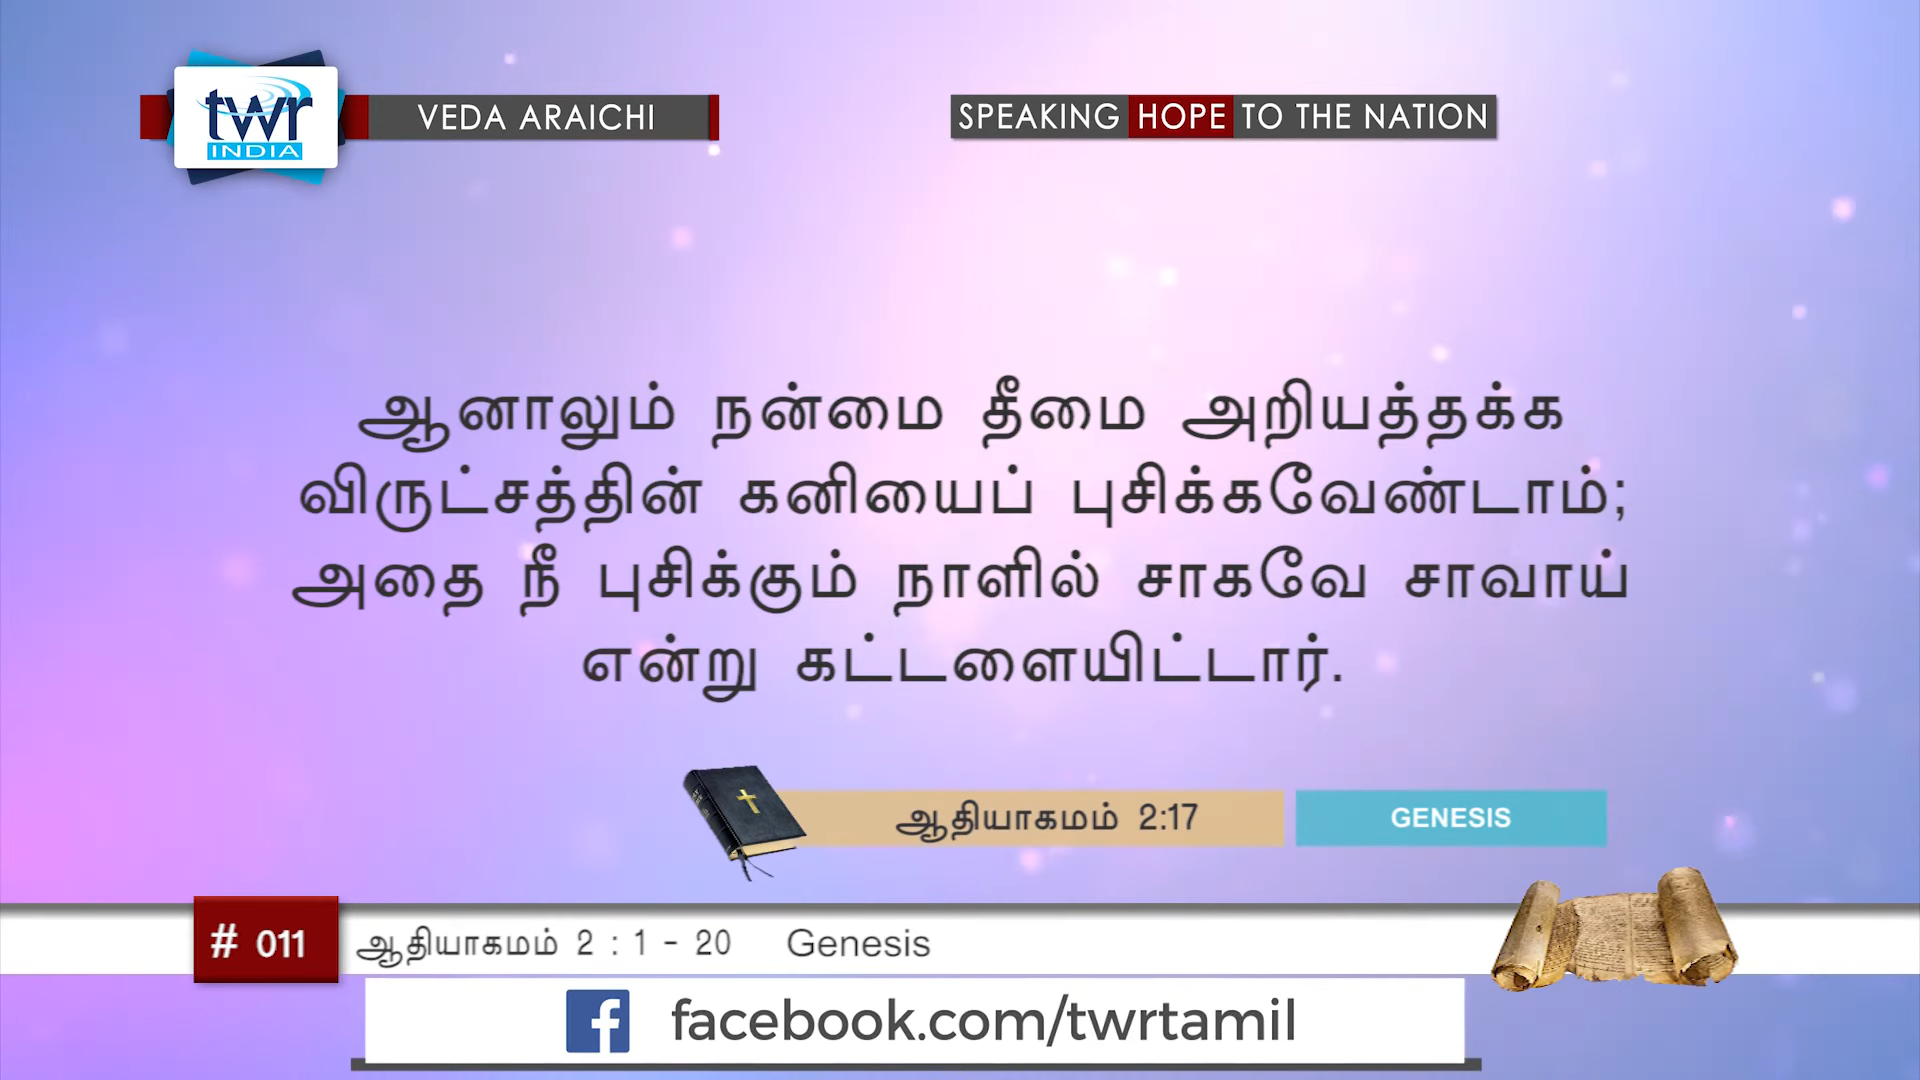 twr
INDIA
VEDA ARAICHI
SPEAKING HOPE TO THE NATION
ஆனாலும் நன்மை தீமை அறியத்தக்க
விருட்சத்தின் கனியைப் புசிக்கவேண்டாம்;
அதை நீ புசிக்கும் நாளில் சாகவே சாவாய்
என்று கட்டளையிட்டார்.
ஆதியாகமம் 2:17
GENESIS
# 011
ஆதியாகமம் 2 : 1 - 20 Genesis
facebook.com/twrtamil